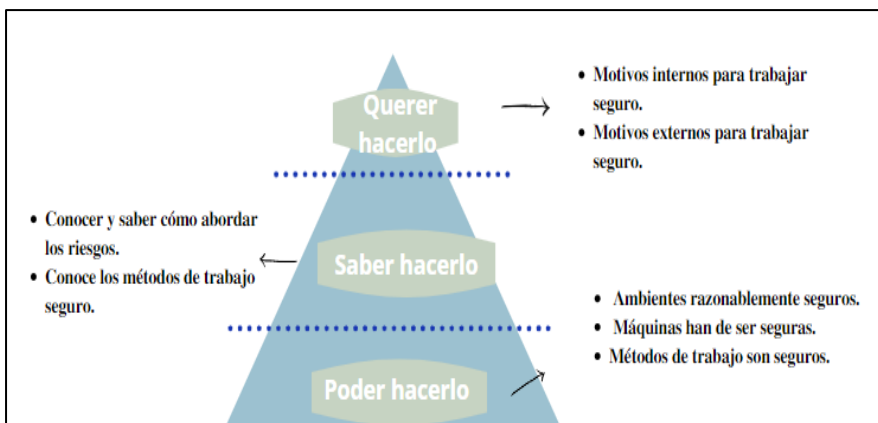 Querer
hacerlo
• Motivos internos para trabajar
seguro.
• Motivos externos para trabajar
seguro.
• Conocer y saber cómo abordar
los riesgos.
• Conoce los métodos de trabajo
seguro.
Saber hacerlo
• Ambientes razonablemente seguros.
• Máquinas han de ser seguras.
• Métodos de trabajo son seguros.
Poder hacerlo